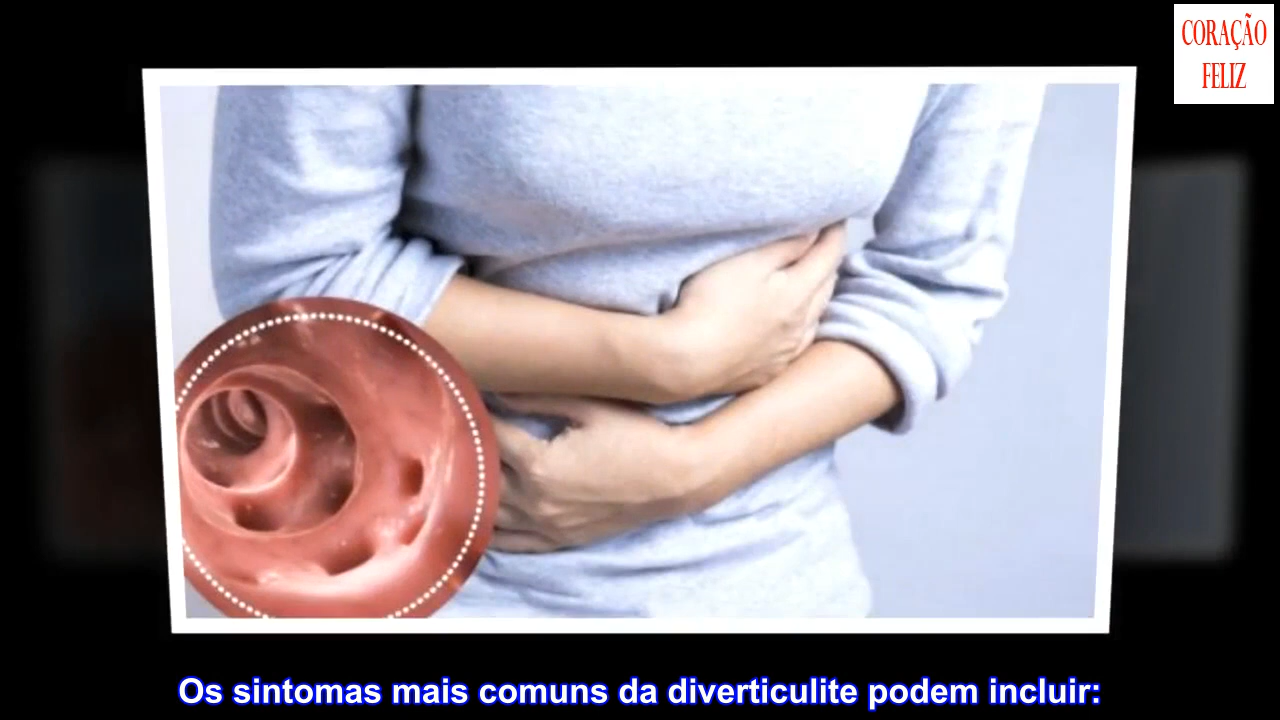 CORAÇÃO
FELIZ
Os sintomas mais comuns da diverticulite podem incluir: